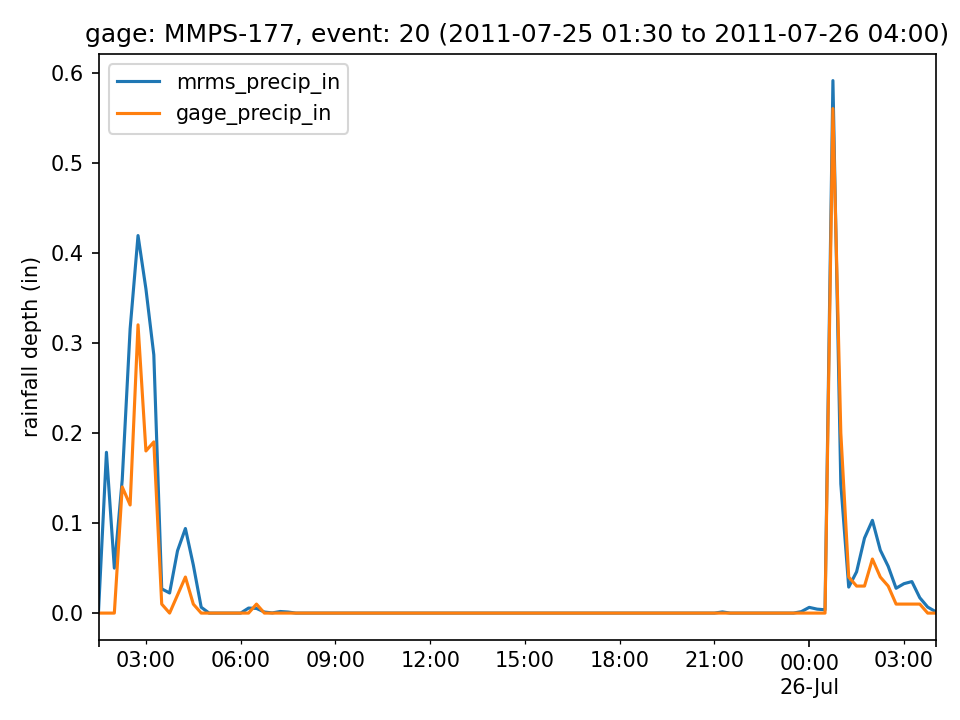 gage: MMPS-177, event: 20 (2011-07-25 01:30 to 2011-07-26 04:00)
mrms_precip_in
gage_precip_in
rainfall depth (in)
0.6
0.5
0.4
0.3
0.2
0.1
0.0
03:00 06:00 09:00 12:00 15:00 18:00 21:00 00:00 03:00
26-Jul